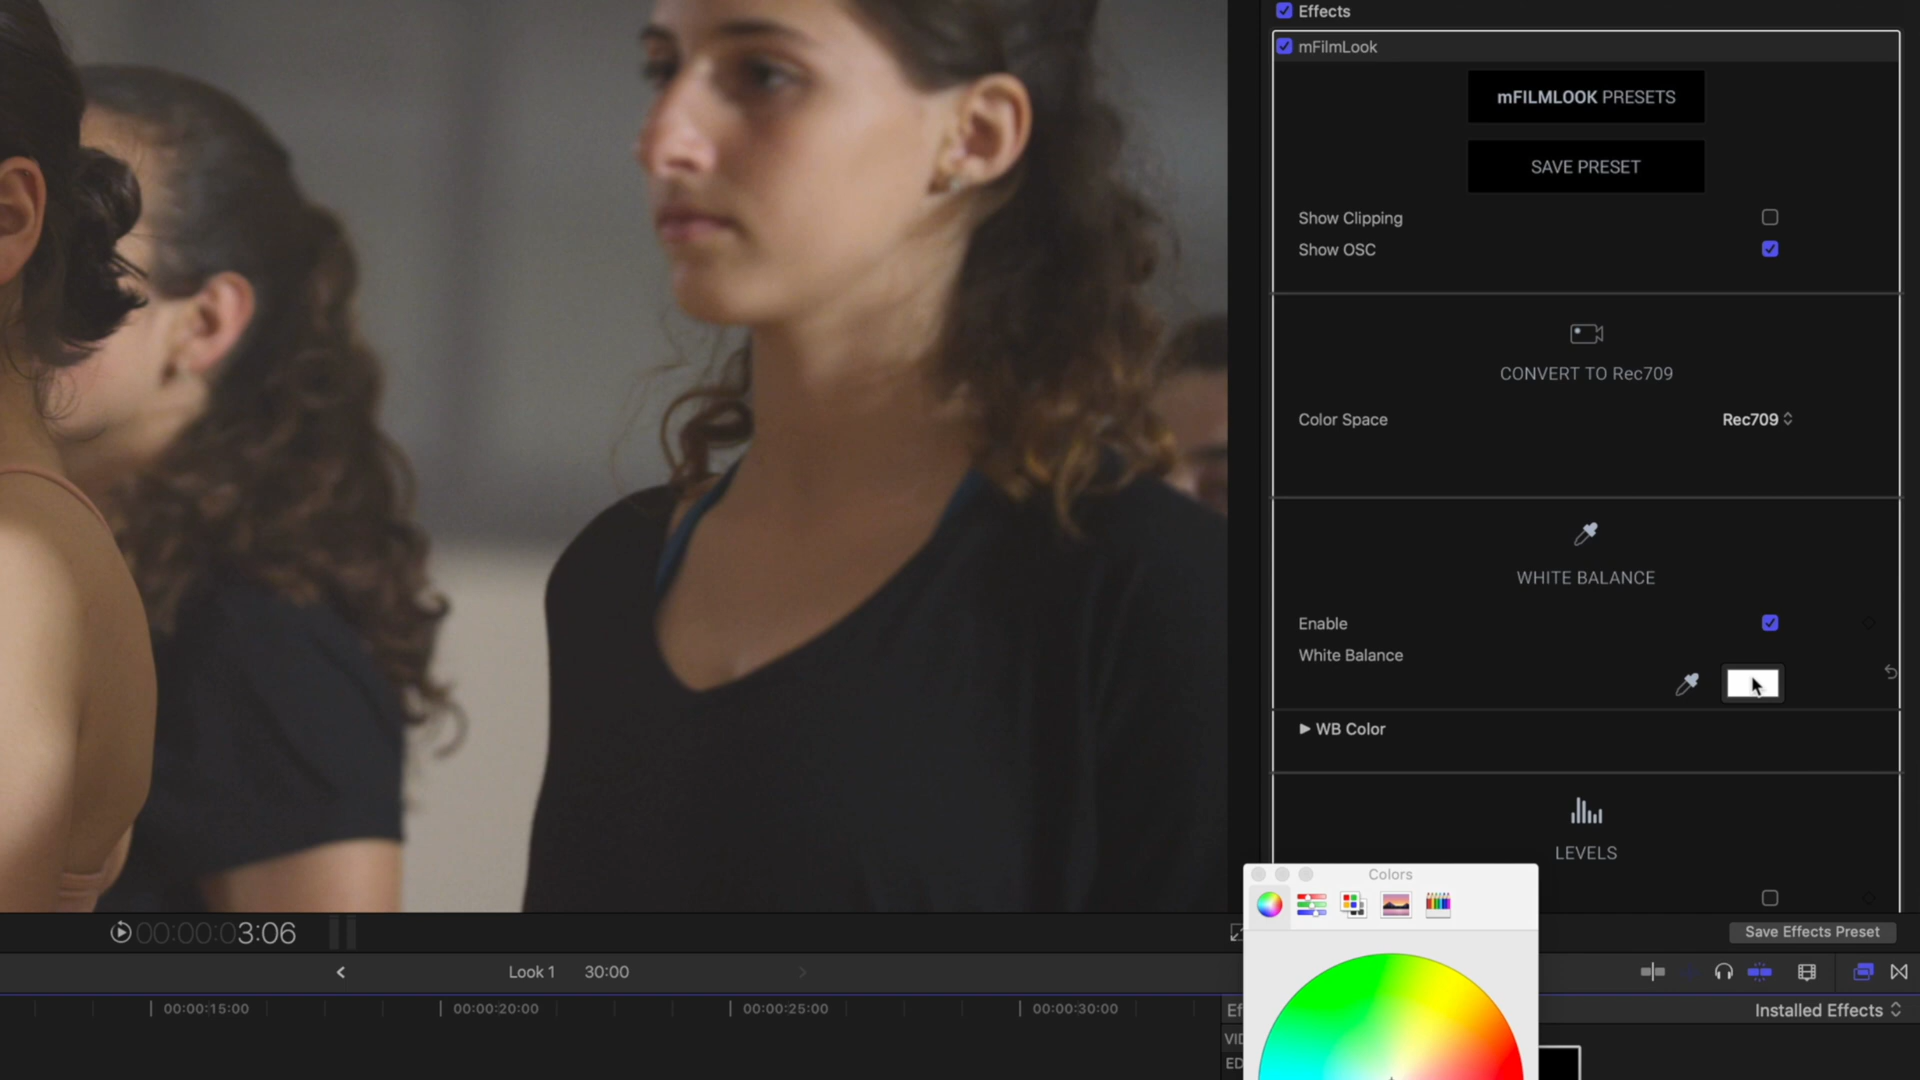 Effects
mFilmLook
mFILMLOOK PRESETS
SAVE PRESET
Show Clipping
Show OSC
CONVERT TO Rec709
Color Space
Rec709
WHITE BALANCE
Enable
White Balance
WB Color
LEVELS
Colors
00:00:03:06
Save Effects Preset
Look 1 30:00
00:00:15:00
00:00:20:00
00:00:25:00
00:00:30:00
Installed Effects